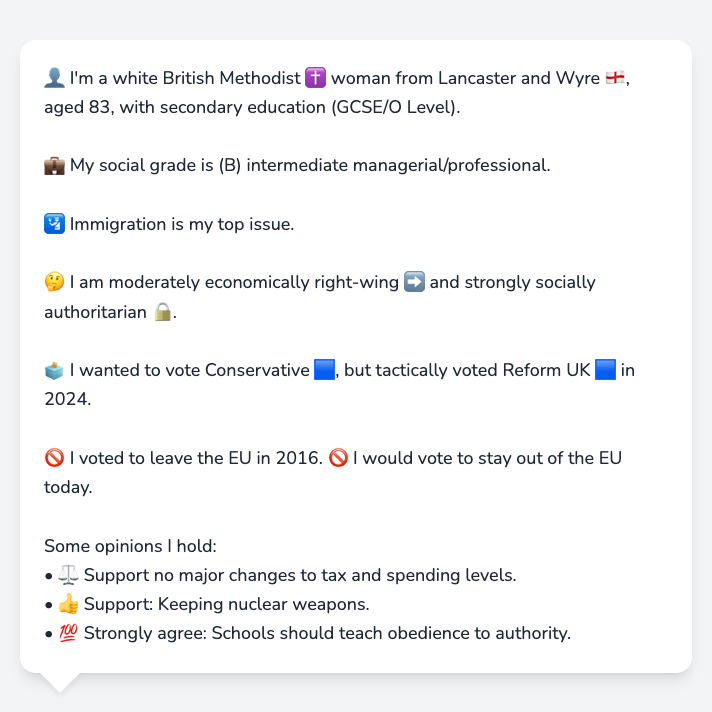 👤 I'm a white British Methodist ✝️ woman from Lancaster and Wyre 🏴󠁧󠁢󠁥󠁮󠁧󠁿,
aged 83, with secondary education (GCSE/O Level).
💼 My social grade is (B) intermediate managerial/professional.
🛂 Immigration is my top issue.
🤔 I am moderately economically right-wing ➡️ and strongly socially
authoritarian 🔒.
🗳️ I wanted to vote Conservative 🟦, but tactically voted Reform UK 🟦 in
2024.
🚫 I voted to leave the EU in 2016. 🚫 I would vote to stay out of the EU
today.
Some opinions I hold:
• ⚖️ Support no major changes to tax and spending levels.
• 👍 Support: Keeping nuclear weapons.
• 💯 Strongly agree: Schools should teach obedience to authority.